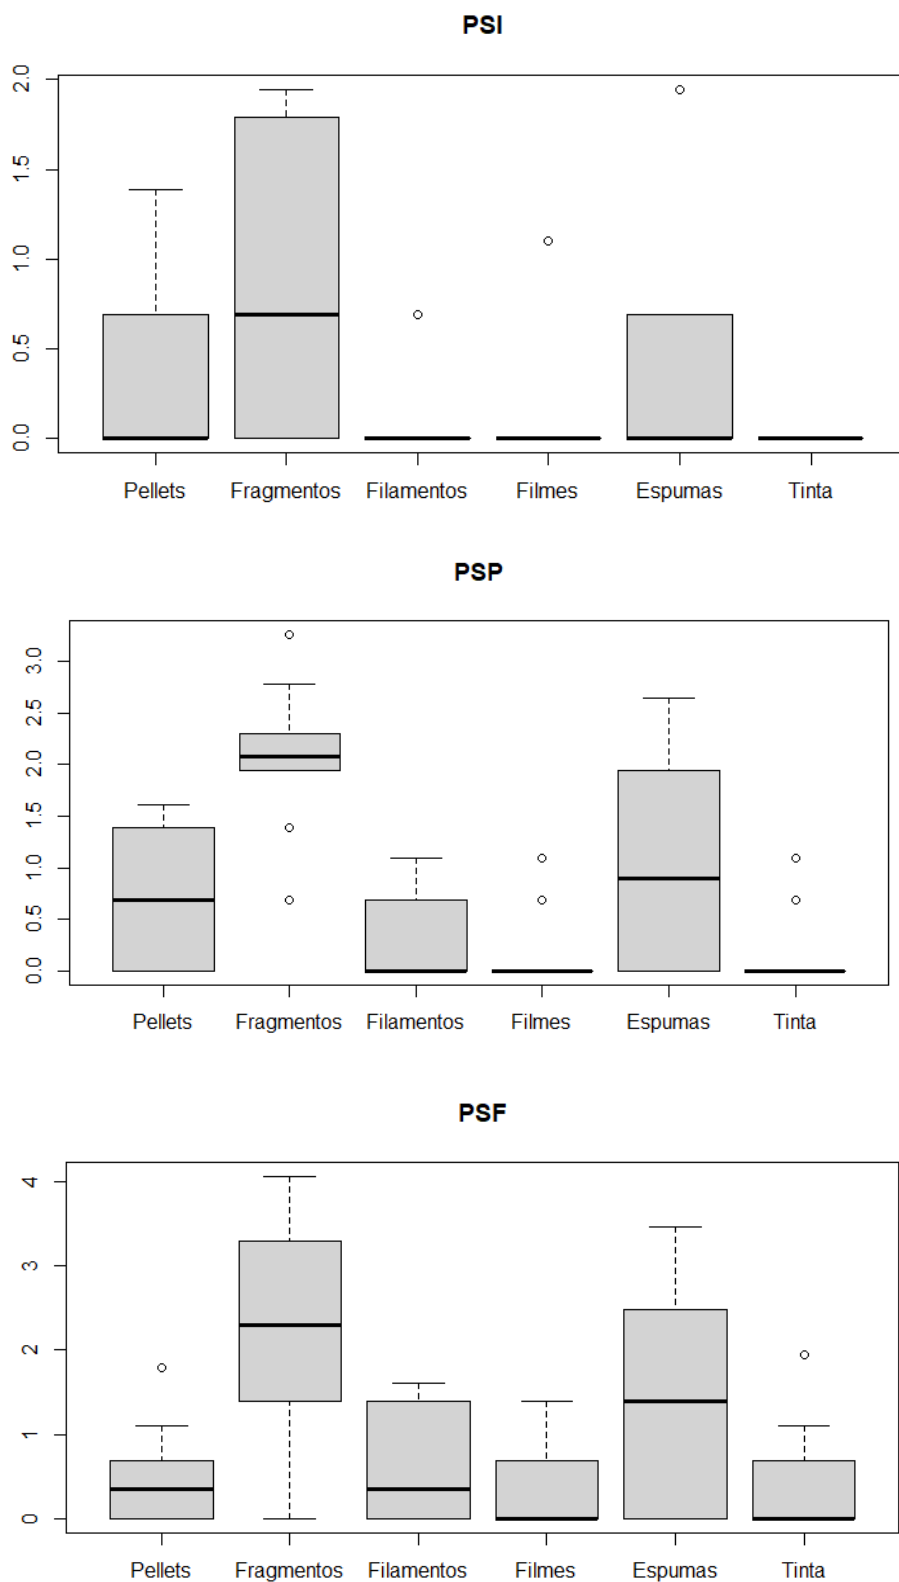 PSI
2.0
1.5
1.0
0.5
0.0
Pellets Fragmentos Filamentos Filmes Espumas Tinta
PSP
3.0
2.5
2.0
1.5
1.0
0.5
0.0
Pellets Fragmentos Filamentos Filmes Espumas Tinta
PSF
4
3
2
1
0
Pellets Fragmentos Filamentos Filmes Espumas Tinta